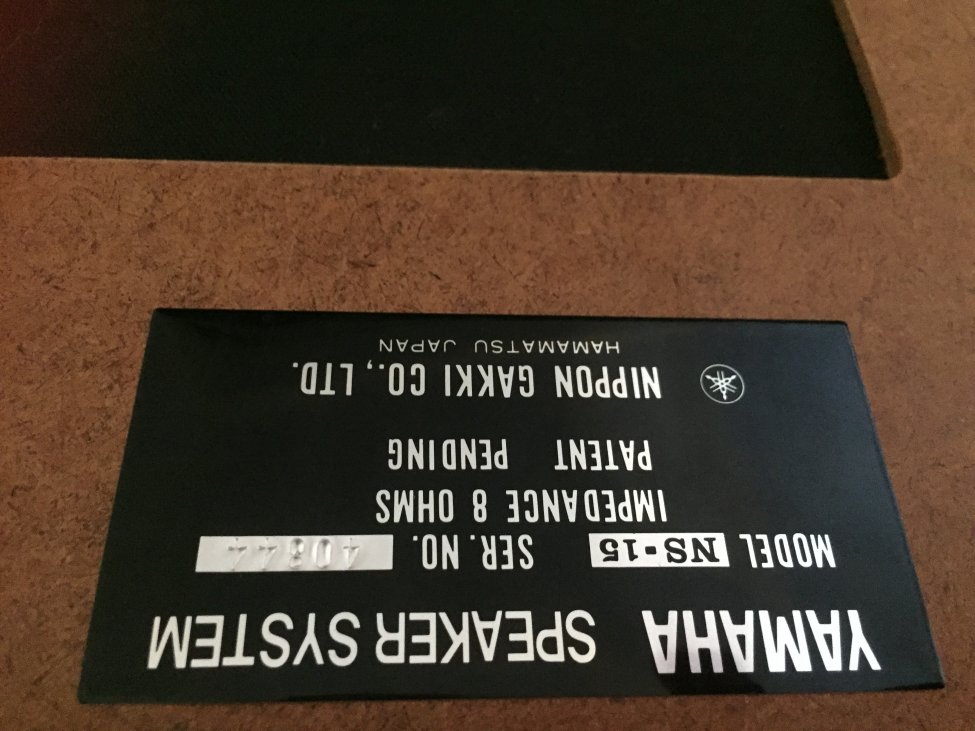 YAMAHA SPEAKER SYSTEM
MODEL NS-15 SER. NO. 40844
IMPEDANCE 8 OHMS
PATENT PENDING
NIPPON GAKKI CO., LTD.
HAMAMATSU JAPAN